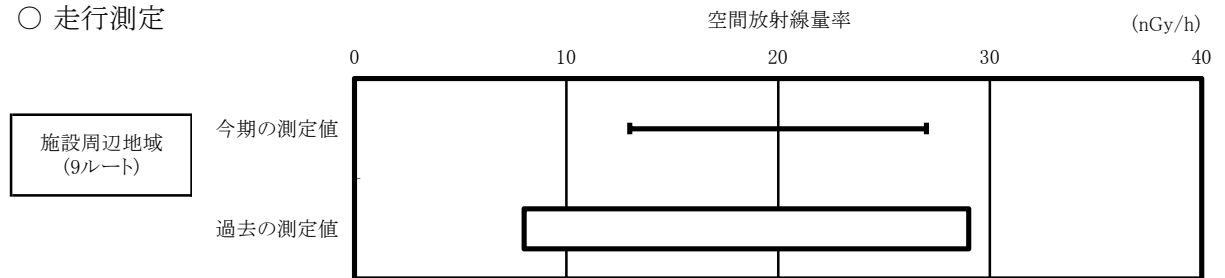 ○ 走行測定
空間放射線量率
(nGy/h)
0 10 20 30 40
施設周辺地域
(9ルート)
今期の測定値
過去の測定値